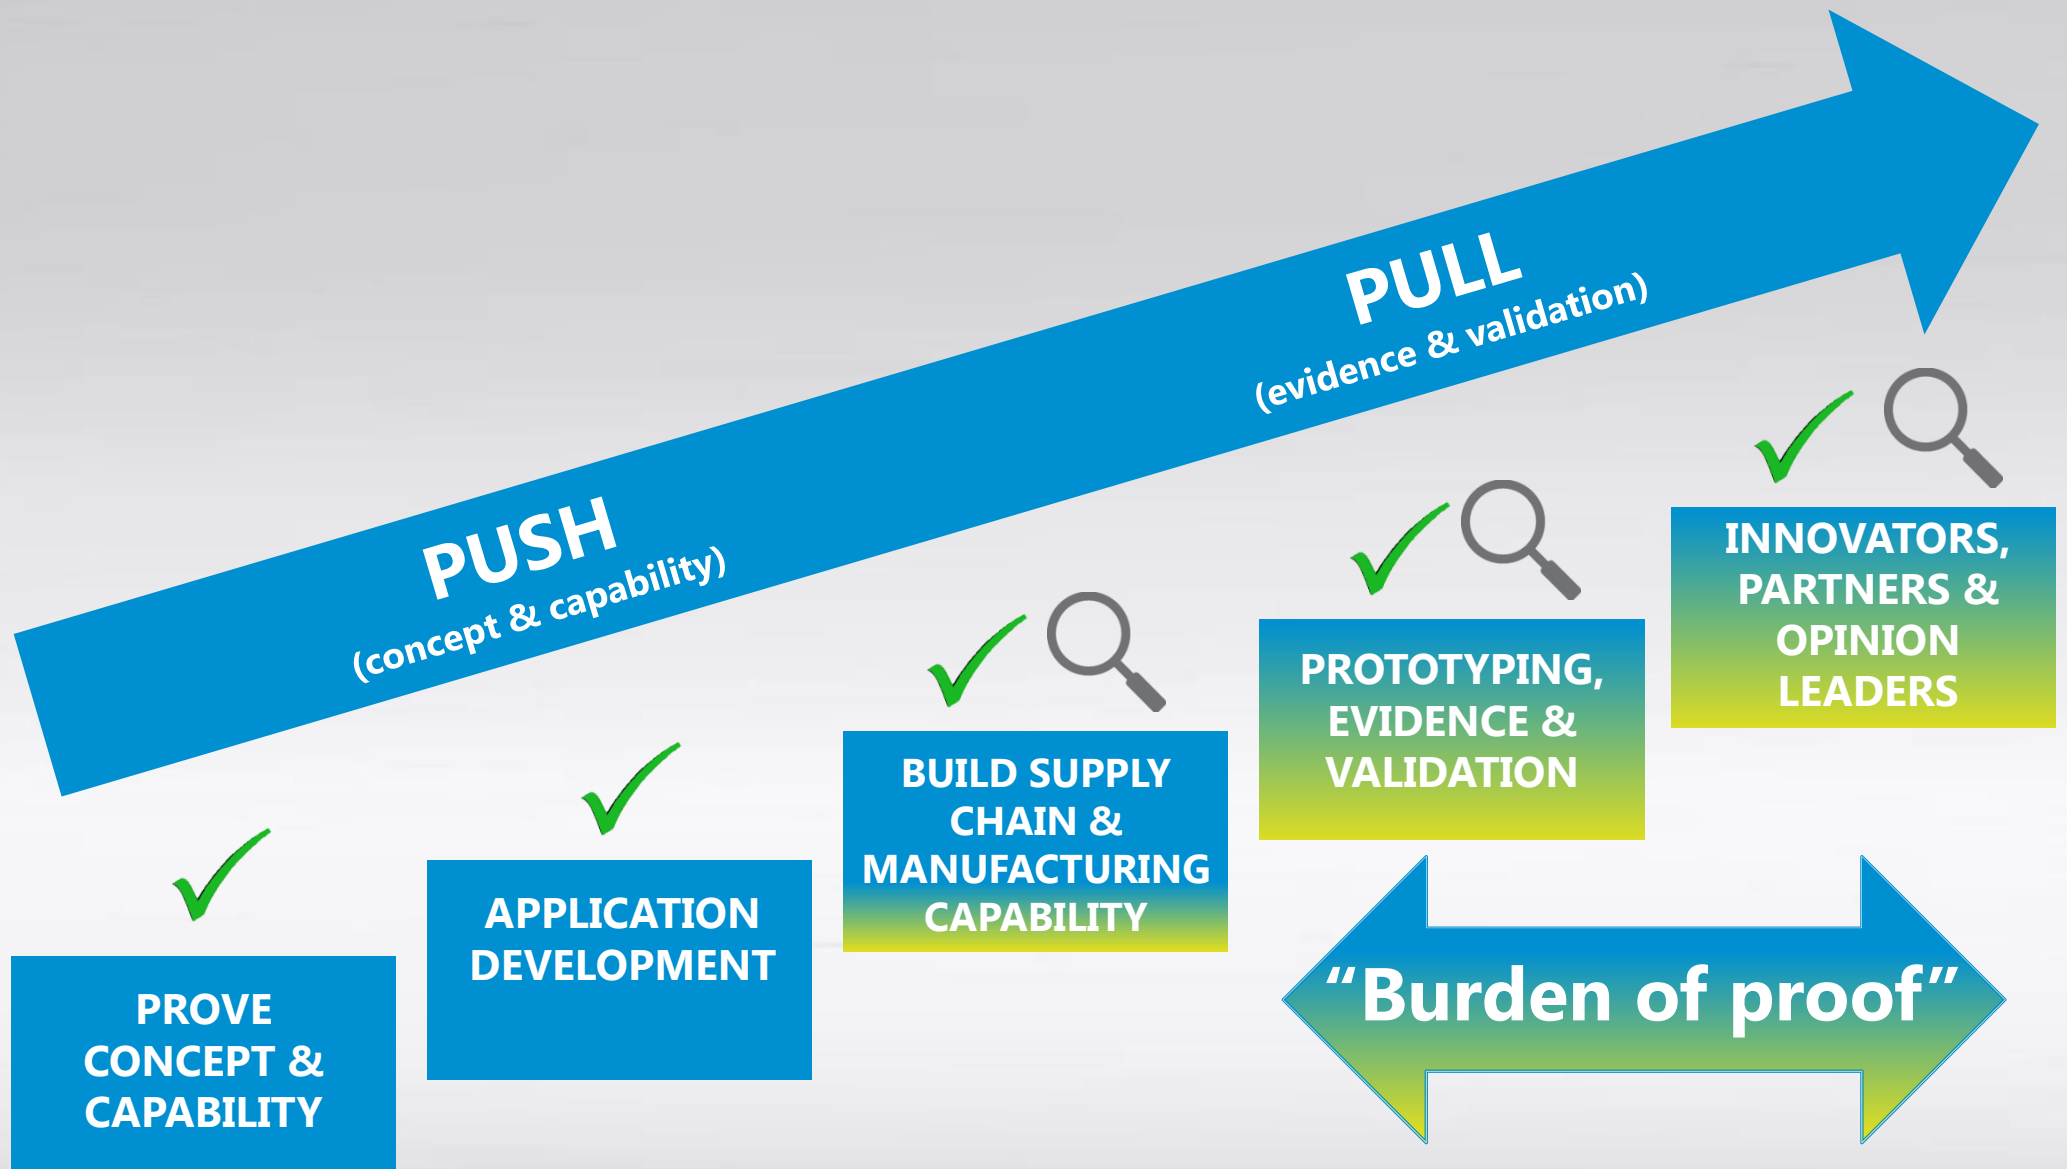 PULL
(evidence & validation)
PUSH
(concept & capability)
PROVE
CONCEPT &
CAPABILITY
APPLICATION
DEVELOPMENT
BUILD SUPPLY
CHAIN &
MANUFACTURING
CAPABILITY
PROTOTYPING,
EVIDENCE &
VALIDATION
INNOVATORS,
PARTNERS &
OPINION
LEADERS
“Burden of proof”